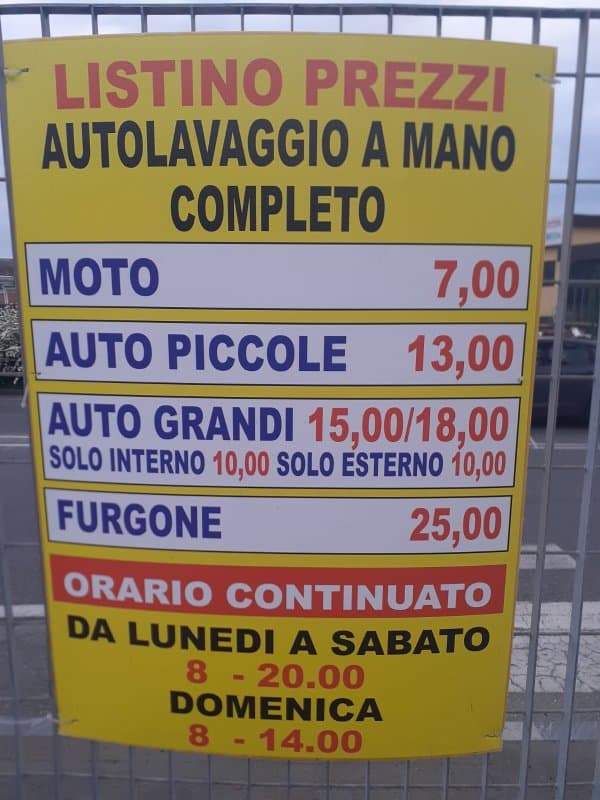 LISTINO PREZZI
AUTOLAVAGGIO A MANO
COMPLETO
MOTO 7,00
AUTO PICCOLE 13,00
AUTO GRANDI 15,00/18,00
SOLO INTERNO 10,00 SOLO ESTERNO 10,00
FURGONE 25,00
ORARIO CONTINUATO
DA LUNEDI A SABATO
8 - 20.00
DOMENICA
8 - 14.00